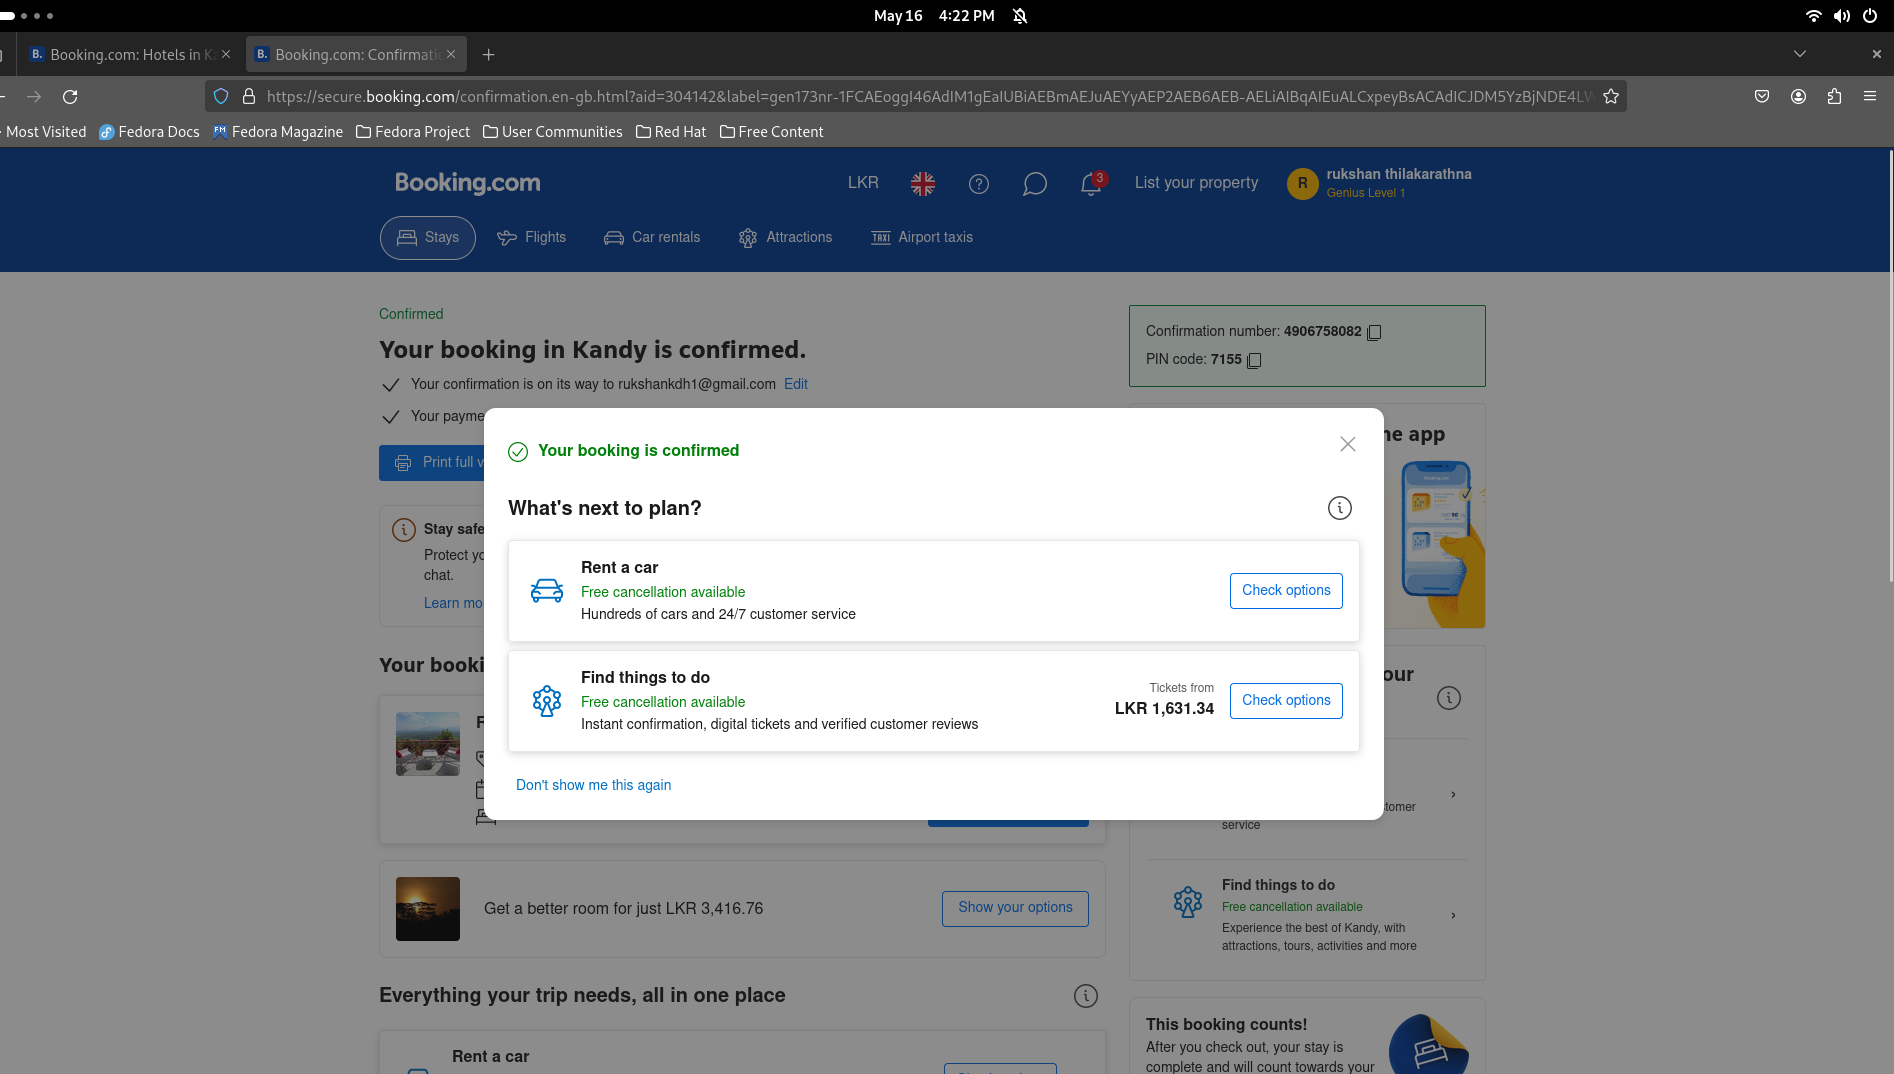 May 16 4:22 PM
Booking.com: Hotels in Ka
Booking.com: Confirmati
https://secure.booking.com/confirmation.en-gb.html?aid=304142&label=gen173nr-1FCAEoggI46AdIM1gEaIUBiAEBmAEJuAEYyAEP2AEB6AEB-AELiAIBqAIEuALCxpeyBsACAdICJDM5YzBjNDE4LW
Most Visited Fedora Docs Fedora Magazine Fedora Project User Communities Red Hat Free Content
Booking.com
LKR
3
List your property
R
rukshan thilakarathna
Genius Level 1
Stays Flights Car rentals Attractions TAXI Airport taxis
Confirmed
Your booking in Kandy is confirmed.
Your confirmation is on its way to rukshankdh1@gmail.com Edit
Your payme
Print full v
Confirmation number: 4906758082
PIN code: 7155
he app
Stay safe
Protect yo
chat.
Learn mo
Your booking is confirmed
What's next to plan?
Rent a car
Free cancellation available
Hundreds of cars and 24/7 customer service
Check options
Find things to do
Free cancellation available
Instant confirmation, digital tickets and verified customer reviews
Tickets from
LKR 1,631.34
Check options
Don't show me this again
Your booki
our
tomer
service
Get a better room for just LKR 3,416.76
Show your options
Find things to do
Free cancellation available
Experience the best of Kandy, with
attractions, tours, activities and more
Everything your trip needs, all in one place
Rent a car
This booking counts!
After you check out, your stay is
complete and will count towards your